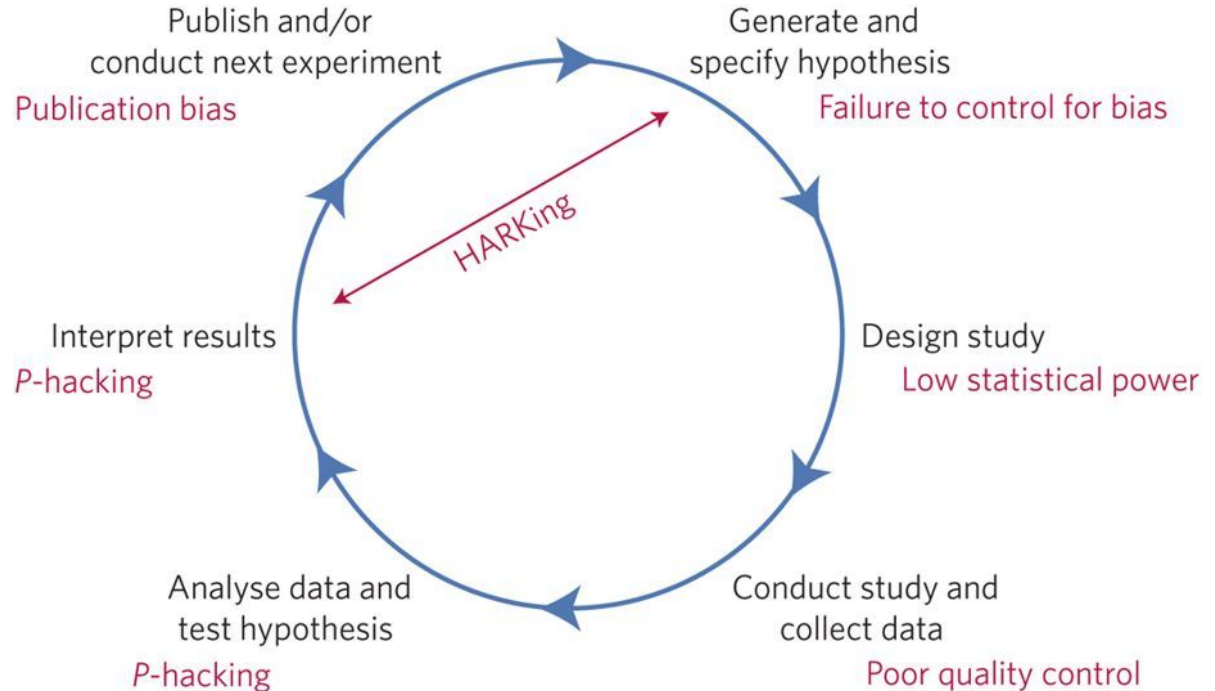 Publish and/or
conduct next experiment
Publication bias
Generate and
specify hypothesis
Failure to control for bias
HARKing
Interpret results
P-hacking
Design study
Low statistical power
Analyse data and
test hypothesis
P-hacking
Conduct study and
collect data
Poor quality control